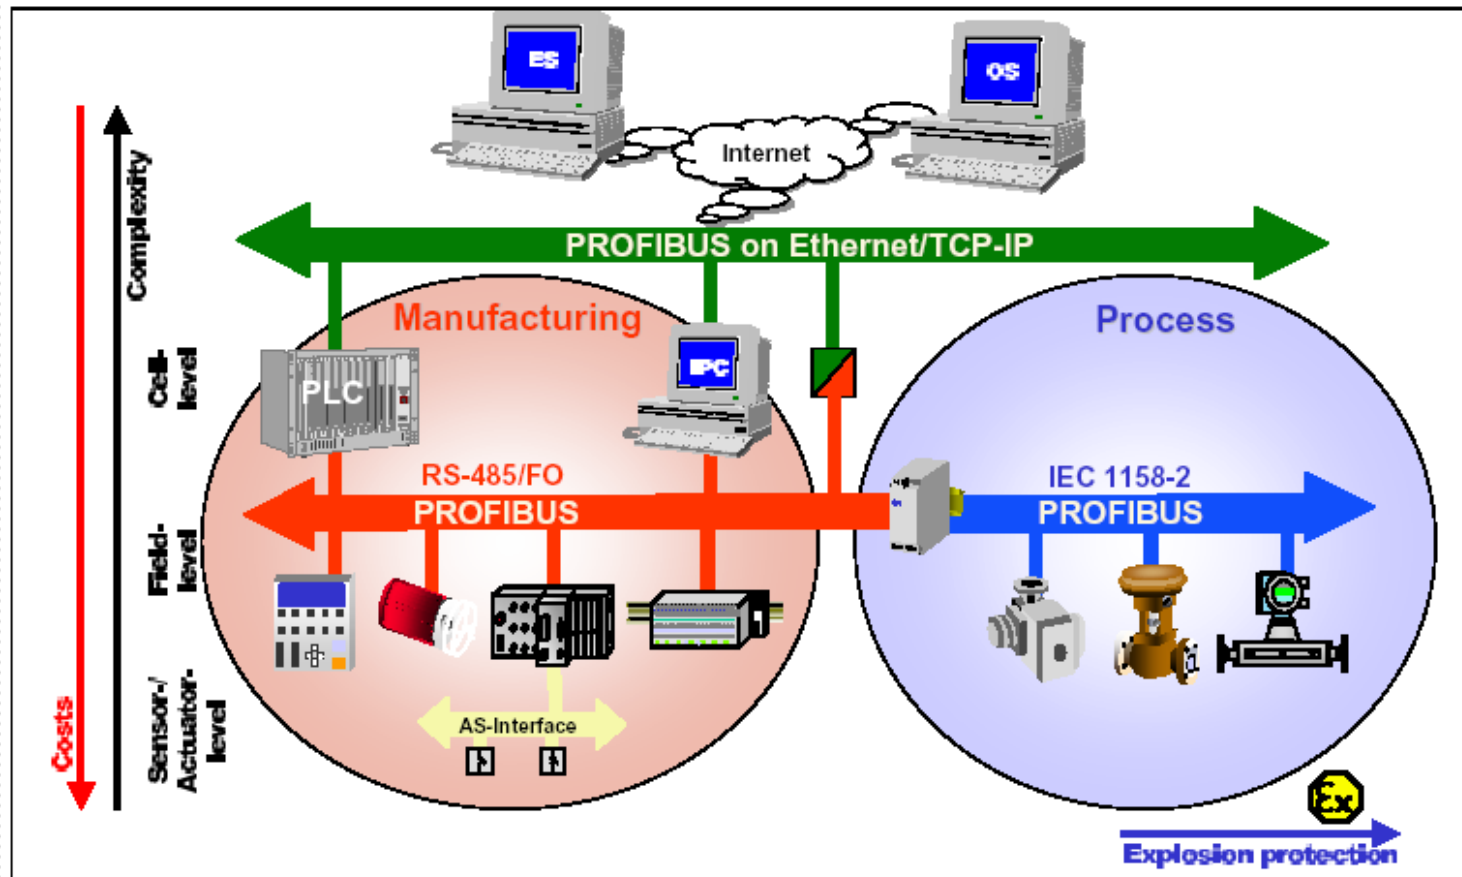 ES
OS
Internet
PROFIBUS on Ethernet/TCP-IP
Complexity
Manufacturing
Process
Cell-
level
PLC
IPC
RS-485/FO
IEC 1158-2
PROFIBUS
PROFIBUS
Field-
level
Sensor-/
Actuator-
level
AS-Interface
Costs
Ex
Explosion protection